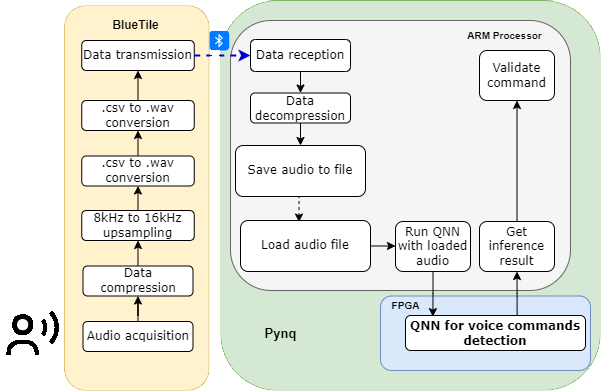 BlueTile
Data transmission
.csv to .wav
conversion
.csv to .wav
conversion
8kHz to 16kHz
upsampling
Data
compression
Audio acquisition
ARM Processor
Data reception
Data
decompression
Save audio to file
Load audio file
Run QNN
with loaded
audio
Get
inference
result
Validate
command
FPGA
QNN for voice commands
detection
Pynq